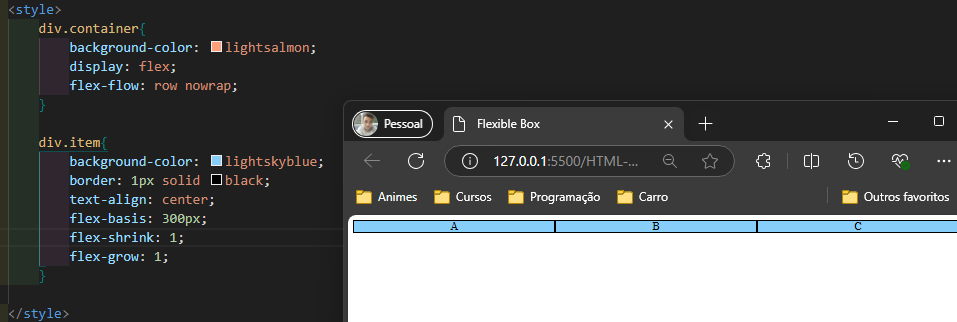 <style>
div.container{
background-color: lightsalmon;
display: flex;
flex-flow: row nowrap;
}
div.item{
background-color: lightskyblue;
border: 1px solid black;
text-align: center;
flex-basis: 300px;
flex-shrink: 1;
flex-grow: 1;
}
</style>
Pessoal
Flexible Box
127.0.0.1:5500/HTML-...
Animes Cursos Programação Carro Outros favoritos
A B C